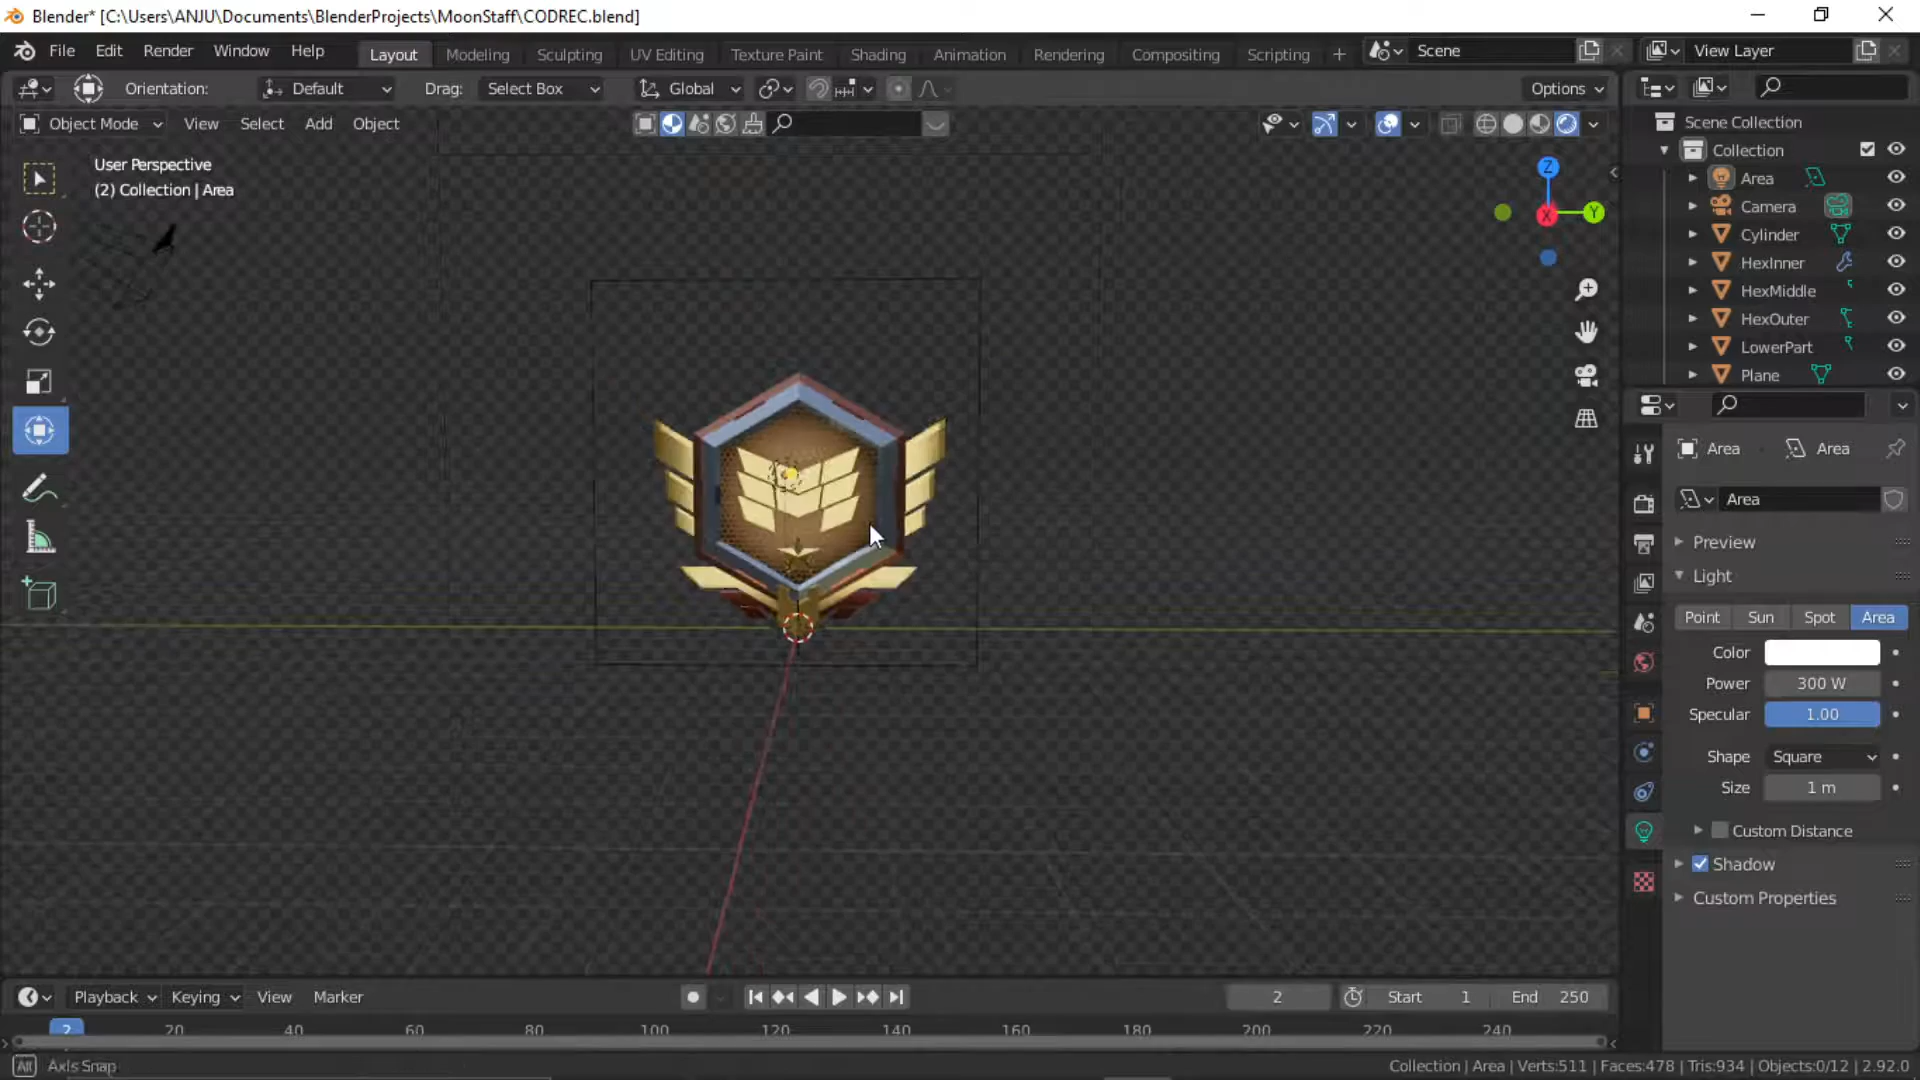 Blender* [C:\Users\ANJU\Documents\BlenderProjects\MoonStaff\CODREC.blend]
File Edit Render Window Help Layout Modeling Sculpting UV Editing Texture Paint Shading Animation Rendering Compositing Scripting + Scene View Layer
Orientation: Default Drag: Select Box Global Options
Object Mode View Select Add Object
User Perspective
(2) Collection | Area
Z
X
Y
Scene Collection
Collection
Area
Camera
Cylinder
HexInner
HexMiddle
HexOuter
LowerPart
Plane
Area Area
Area
Preview
Light
Point Sun Spot Area
Color
Power 300 W
Specular 1.00
Shape Square
Size 1 m
Custom Distance
Shadow
Custom Properties
Playback Keying View Marker 2 Start 1 End 250
2 20 40 60 80 100 120 140 160 180 200 220 240
Alt Axis Snap
Collection | Area | Verts:511 | Faces:478 | Tris:934 | Objects:0/12 | 2.92.0